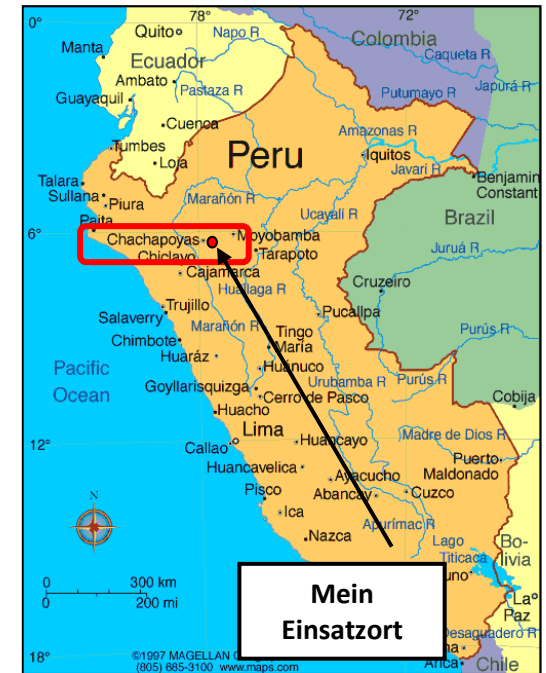 78°
72°
0°
Quito
Napo R
Colombia
Manta
Ecuador
Caqueta R
Ambato
Pastaza R
Putumayo R
Japurá R
Guayaquil
Cuenca
Amazonas R
Tumbes
Loja
Peru
Iquitos
Javari R
Talara
Benjamin
Constant
Sullana
Piura
Marañón R
Ucayali R
Brazil
Paita
6°
Chachapoyas
Moyobamba
Juruá R
Chiclayo
Tarapoto
Cajamarca
Huallaga R
Cruzeiro
Trujillo
Salaverry
Marañón R
Pucallpa
Purús R
Chimbote
Tingo
María
Huaráz
Pacific
Ocean
Huánuco
Goyllarisquizga
Urubamba R
Purús R
Cerro de Pasco
Cobija
Huacho
Lima
12°
Callao
Huancayo
Madre de Dios R
Huancavelica
Puerto
Maldonado
Ayacucho
Pisco
Abancay
Cuzco
N
Ica
Apurímac R
Nazca
Lago
Titicaca
Bo-
livia
0 300 km
0 200 mi
Mein
Einsatzort
La
Paz
Desaguadero R
18°
©1997 MAGELLAN
(805) 685-3100 www.maps.com
Arica
Chile